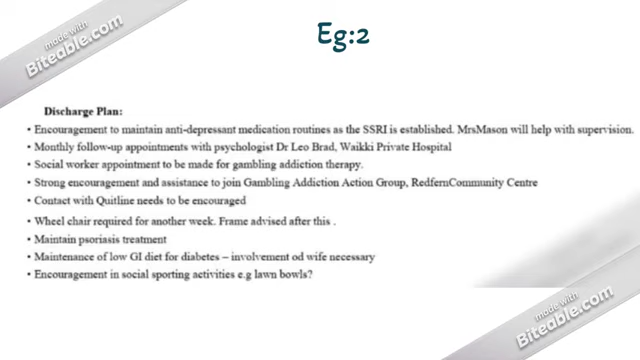 made with
Biteable.com
Eg:2
Discharge Plan:
• Encouragement to maintain anti-depressant medication routines as the SSRI is established. MrsMason will help with supervision.
• Monthly follow-up appointments with psychologist Dr Leo Brad, Waikki Private Hospital
• Social worker appointment to be made for gambling addiction therapy.
• Strong encouragement and assistance to join Gambling Addiction Action Group, RedfernCommunity Centre
• Contact with Quitline needs to be encouraged
• Wheel chair required for another week. Frame advised after this .
• Maintain psoriasis treatment
• Maintenance of low GI diet for diabetes – involvement od wife necessary
• Encouragement in social sporting activities e.g lawn bowls?
made with
Biteable.com